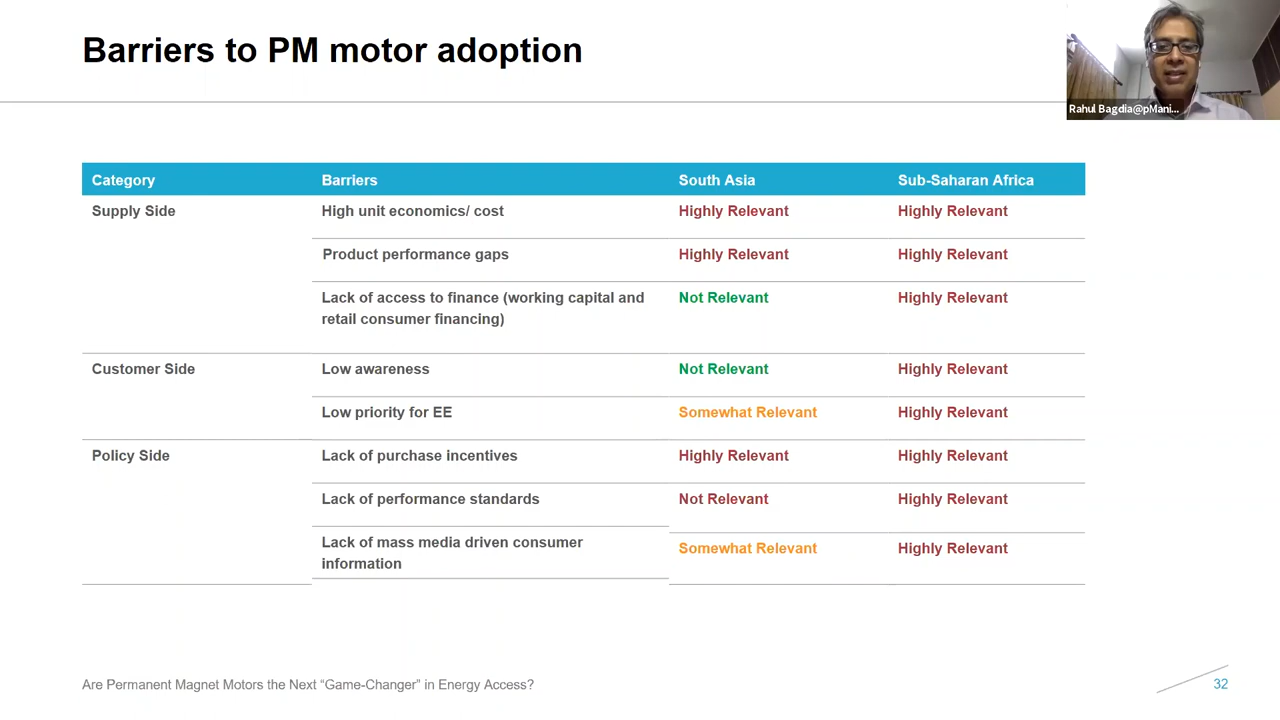 Barriers to PM motor adoption
Rahul Bagdia@pMani...
Category Barriers South Asia Sub-Saharan Africa
Supply Side High unit economics/ cost Highly Relevant Highly Relevant
Product performance gaps Highly Relevant Highly Relevant
Lack of access to finance (working capital and Not Relevant Highly Relevant
retail consumer financing)
Customer Side Low awareness Not Relevant Highly Relevant
Low priority for EE Somewhat Relevant Highly Relevant
Policy Side Lack of purchase incentives Highly Relevant Highly Relevant
Lack of performance standards Not Relevant Highly Relevant
Lack of mass media driven consumer Somewhat Relevant Highly Relevant
information
Are Permanent Magnet Motors the Next “Game-Changer” in Energy Access? 32